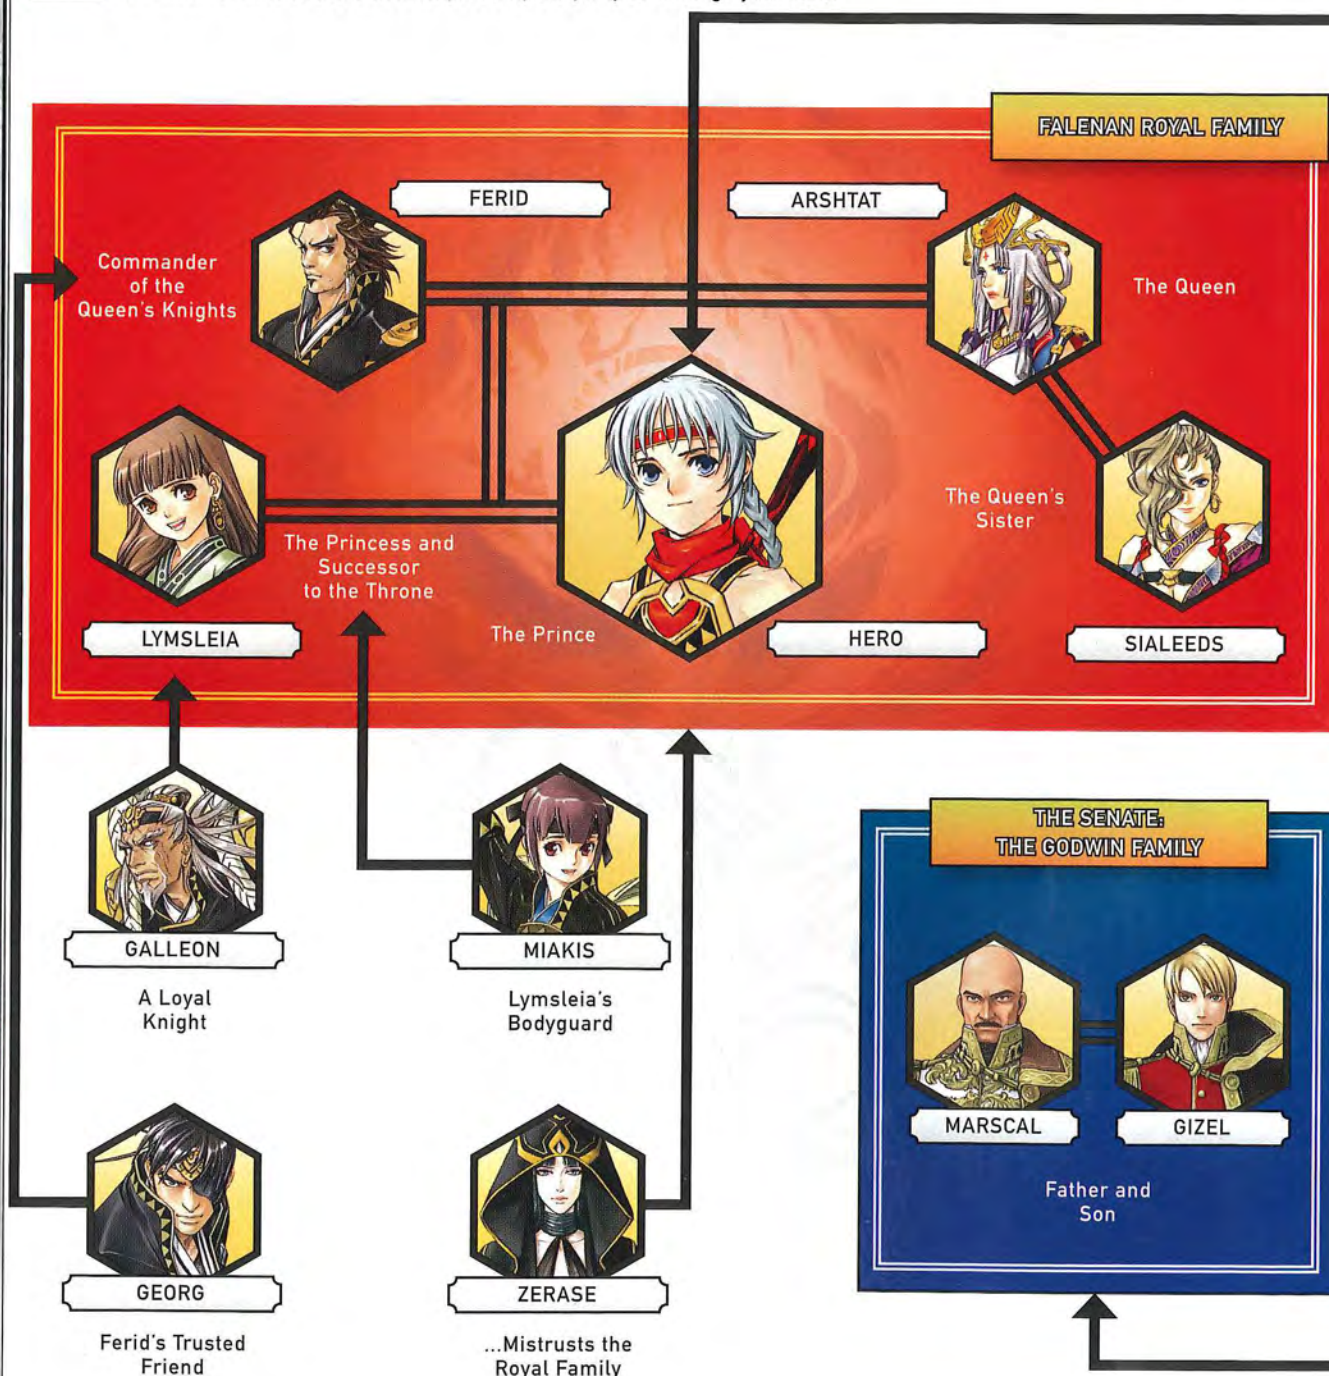 FALENAN ROYAL FAMILY
FERID
ARSHTAT
Commander
of the
Queen's Knights
The Queen
The Queen's
Sister
The Princess and
Successor
to the Throne
LYMSLEIA
The Prince
HERO
SIALEEDS
THE SENATE:
THE GODWIN FAMILY
GALLEON
MIAKIS
A Loyal
Knight
Lymsleia's
Bodyguard
MARSCAL
GIZEL
Father and
Son
GEORG
ZERASE
Ferid's Trusted
Friend
...Mistrusts the
Royal Family